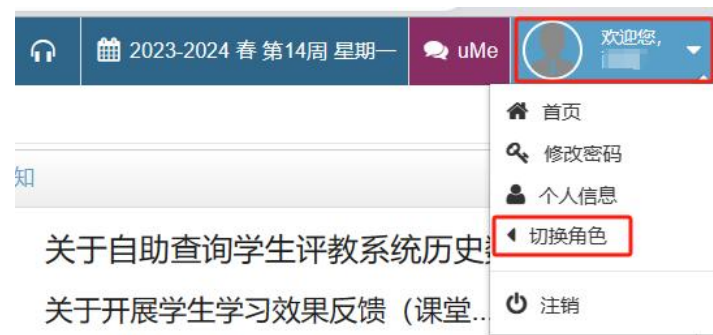 2023-2024 春 第14周 星期一
uMe
欢迎您,
首页
修改密码
个人信息
切换角色
注销
知
关于自助查询学生评教系统历史
关于开展学生学习效果反馈（课堂...